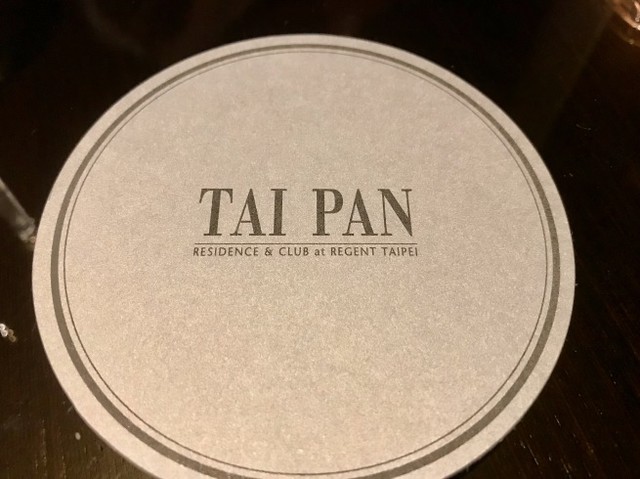 TAI PAN
RESIDENCE & CLUB at REGENT TAIPEI